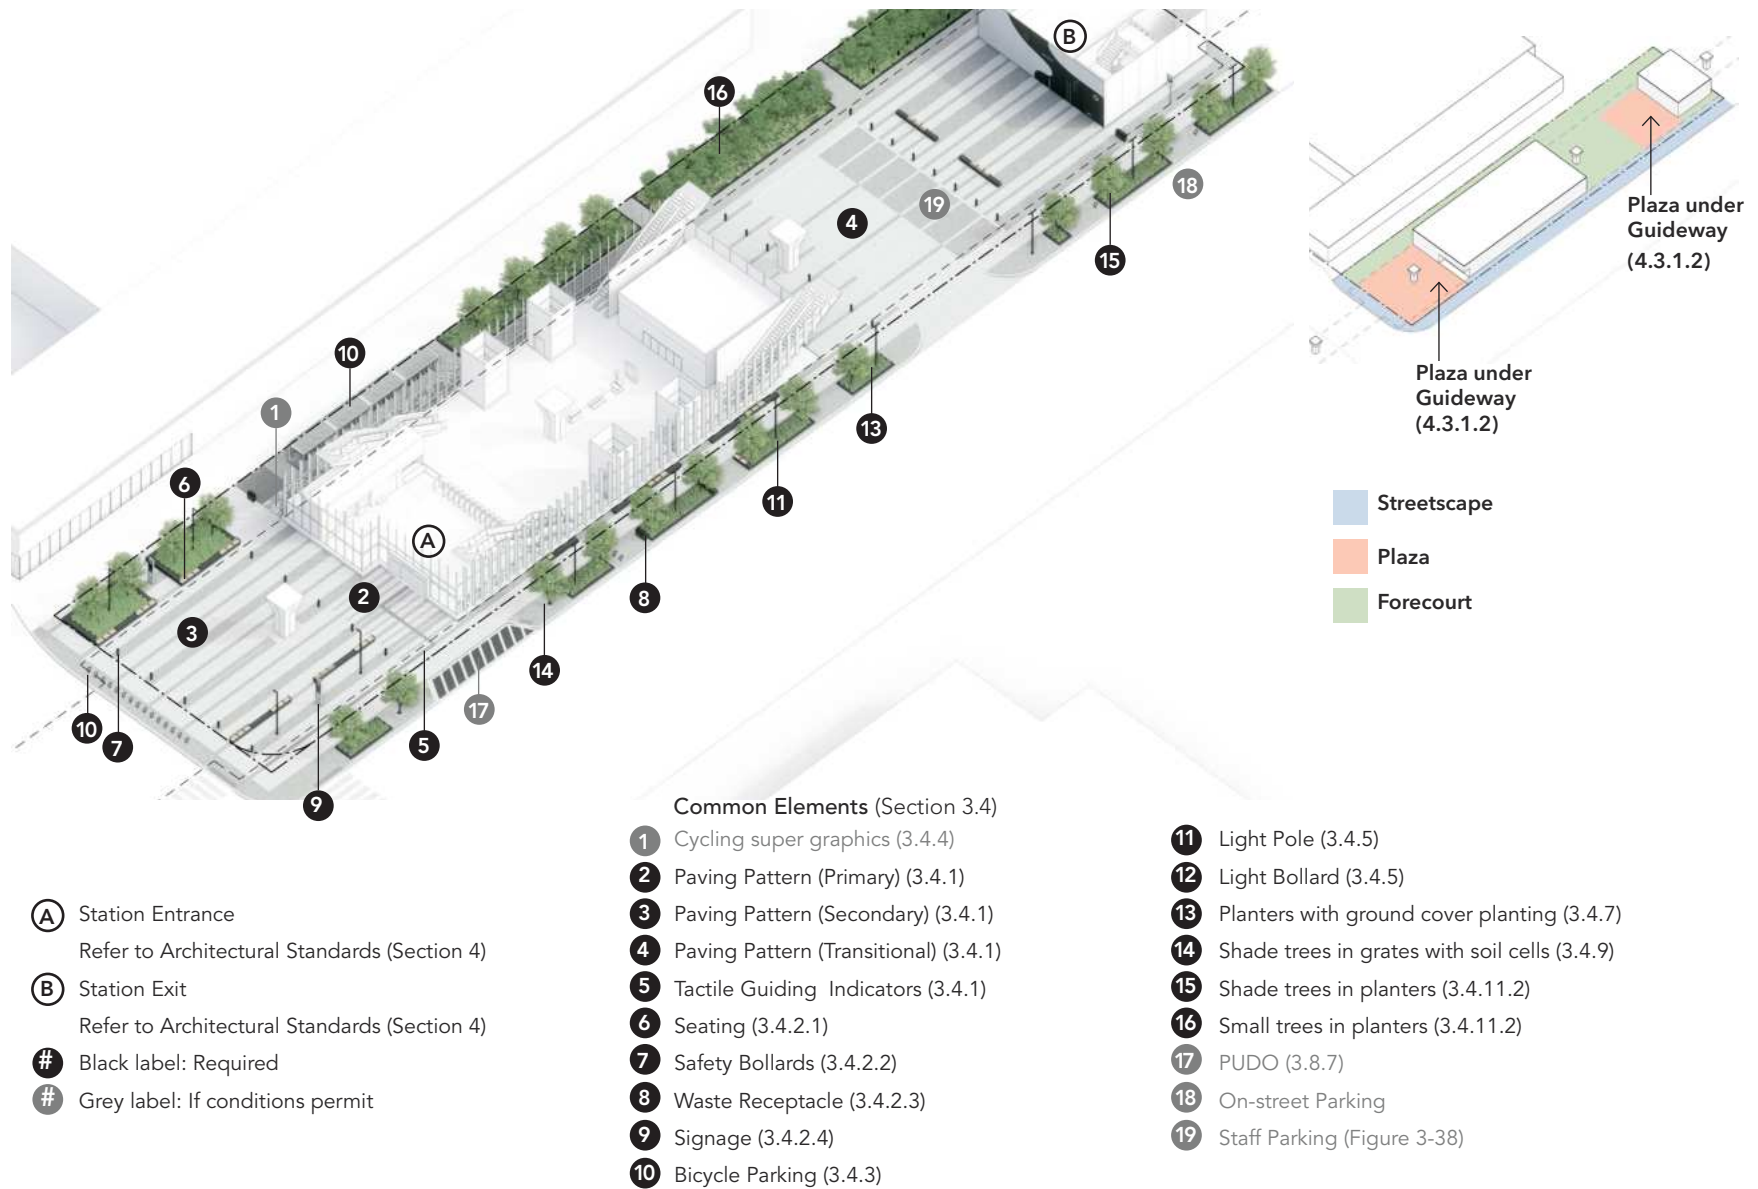 B
16
19
18
4
15
10
1
13
6
11
A
2
8
3
14
17
10
7
5
9
Plaza under
Guideway
(4.3.1.2)
Plaza under
Guideway
(4.3.1.2)
Streetscape
Plaza
Forecourt
A Station Entrance
Refer to Architectural Standards (Section 4)
B Station Exit
Refer to Architectural Standards (Section 4)
# Black label: Required
# Grey label: If conditions permit
Common Elements (Section 3.4)
1 Cycling super graphics (3.4.4)
2 Paving Pattern (Primary) (3.4.1)
3 Paving Pattern (Secondary) (3.4.1)
4 Paving Pattern (Transitional) (3.4.1)
5 Tactile Guiding Indicators (3.4.1)
6 Seating (3.4.2.1)
7 Safety Bollards (3.4.2.2)
8 Waste Receptacle (3.4.2.3)
9 Signage (3.4.2.4)
10 Bicycle Parking (3.4.3)
11 Light Pole (3.4.5)
12 Light Bollard (3.4.5)
13 Planters with ground cover planting (3.4.7)
14 Shade trees in grates with soil cells (3.4.9)
15 Shade trees in planters (3.4.11.2)
16 Small trees in planters (3.4.11.2)
17 PUDO (3.8.7)
18 On-street Parking
19 Staff Parking (Figure 3-38)